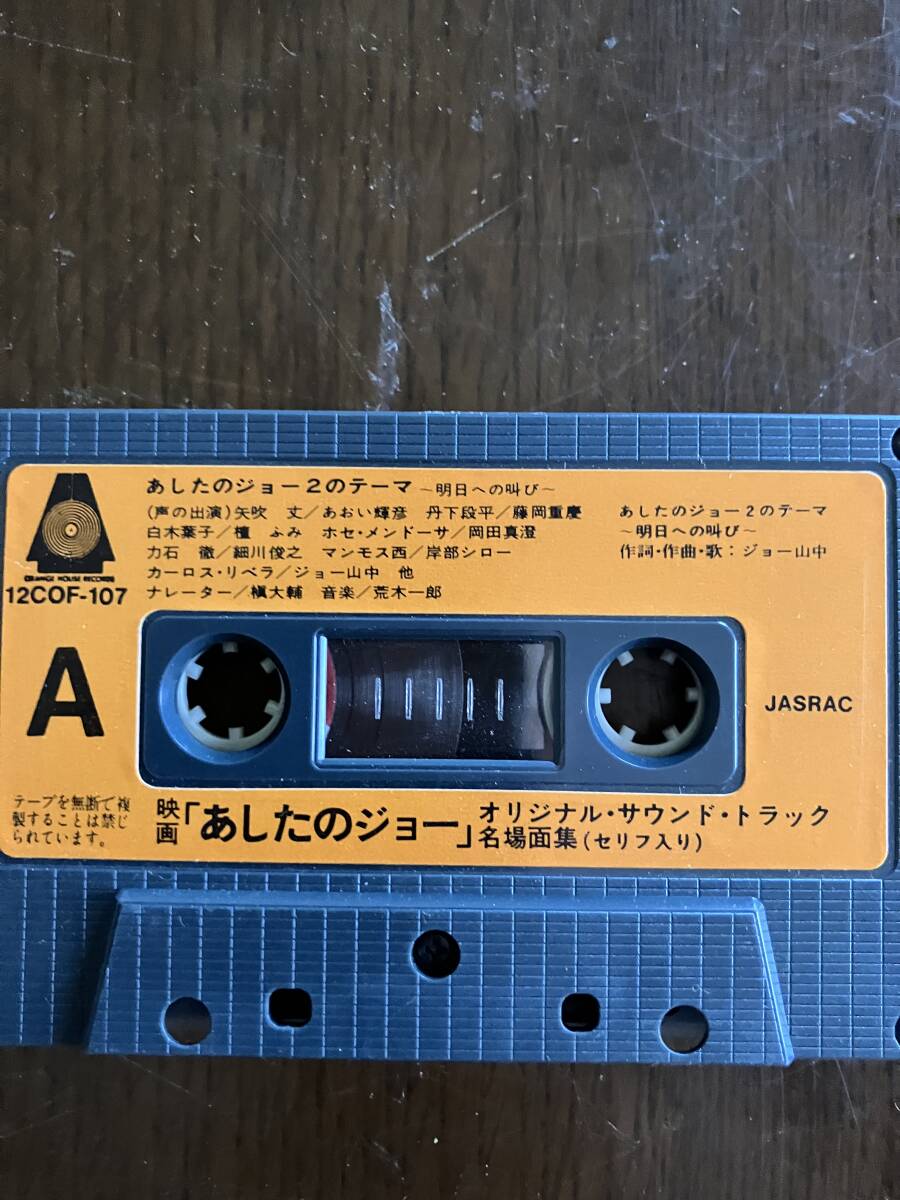 あしたのジョー2のテーマ ~明日への叫び~
(声の出演)矢吹 丈/あおい輝彦 丹下段平/藤岡重慶
白木葉子/檀 ふみ ホセ・メンドーサ/岡田真澄
力石 徹/細川俊之 マンモス西/岸部シロー
カーロス・リベラ/ジョー山中 他
ナレーター/槇大輔 音楽/荒木一郎
あしたのジョー2のテーマ
~明日への叫び~
作詞・作曲・歌:ジョー山中
ORANGE HOUSE RECORDS
12COF-107
A
JASRAC
テープを無断で複
製することは禁じ
られています。
映画「あしたのジョー」オリジナル・サウンド・トラック
名場面集(セリフ入り)